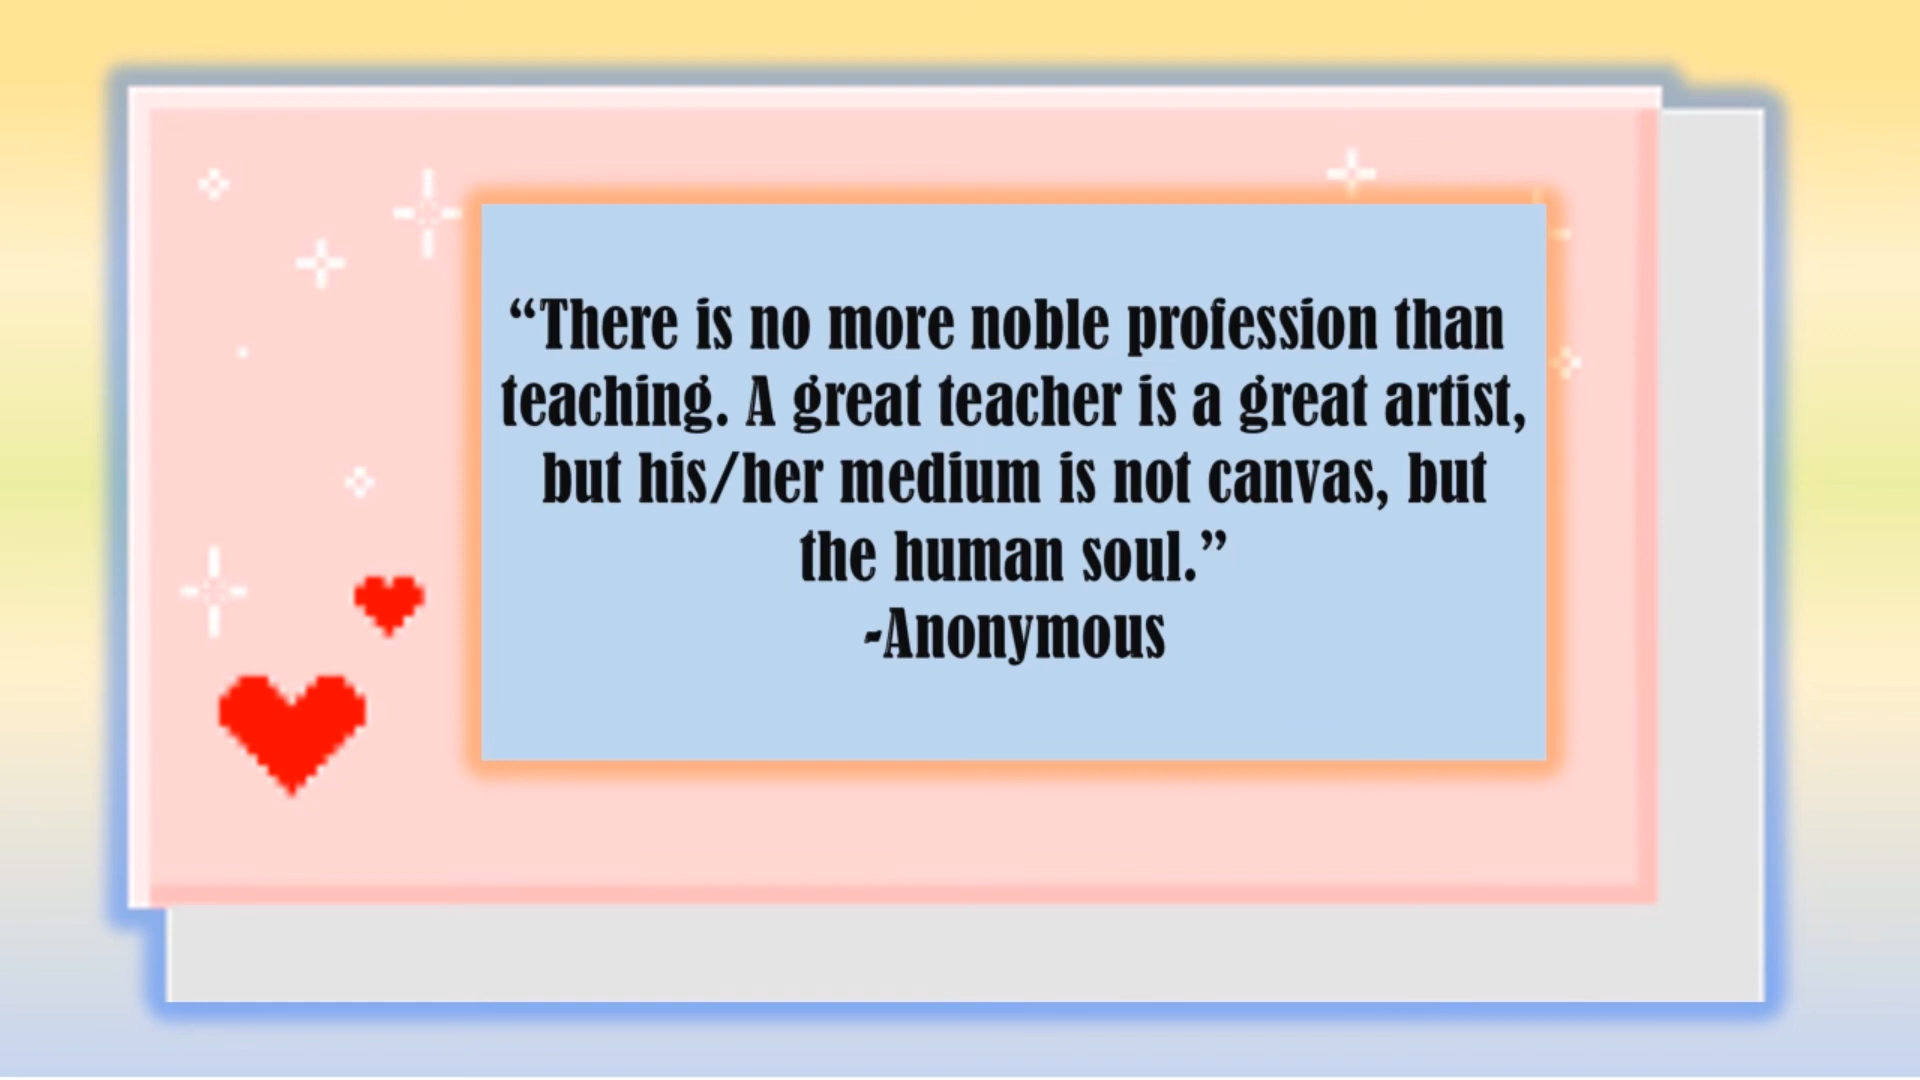 “There is no more noble profession than
teaching. A great teacher is a great artist,
but his/her medium is not canvas, but
the human soul.”
-Anonymous